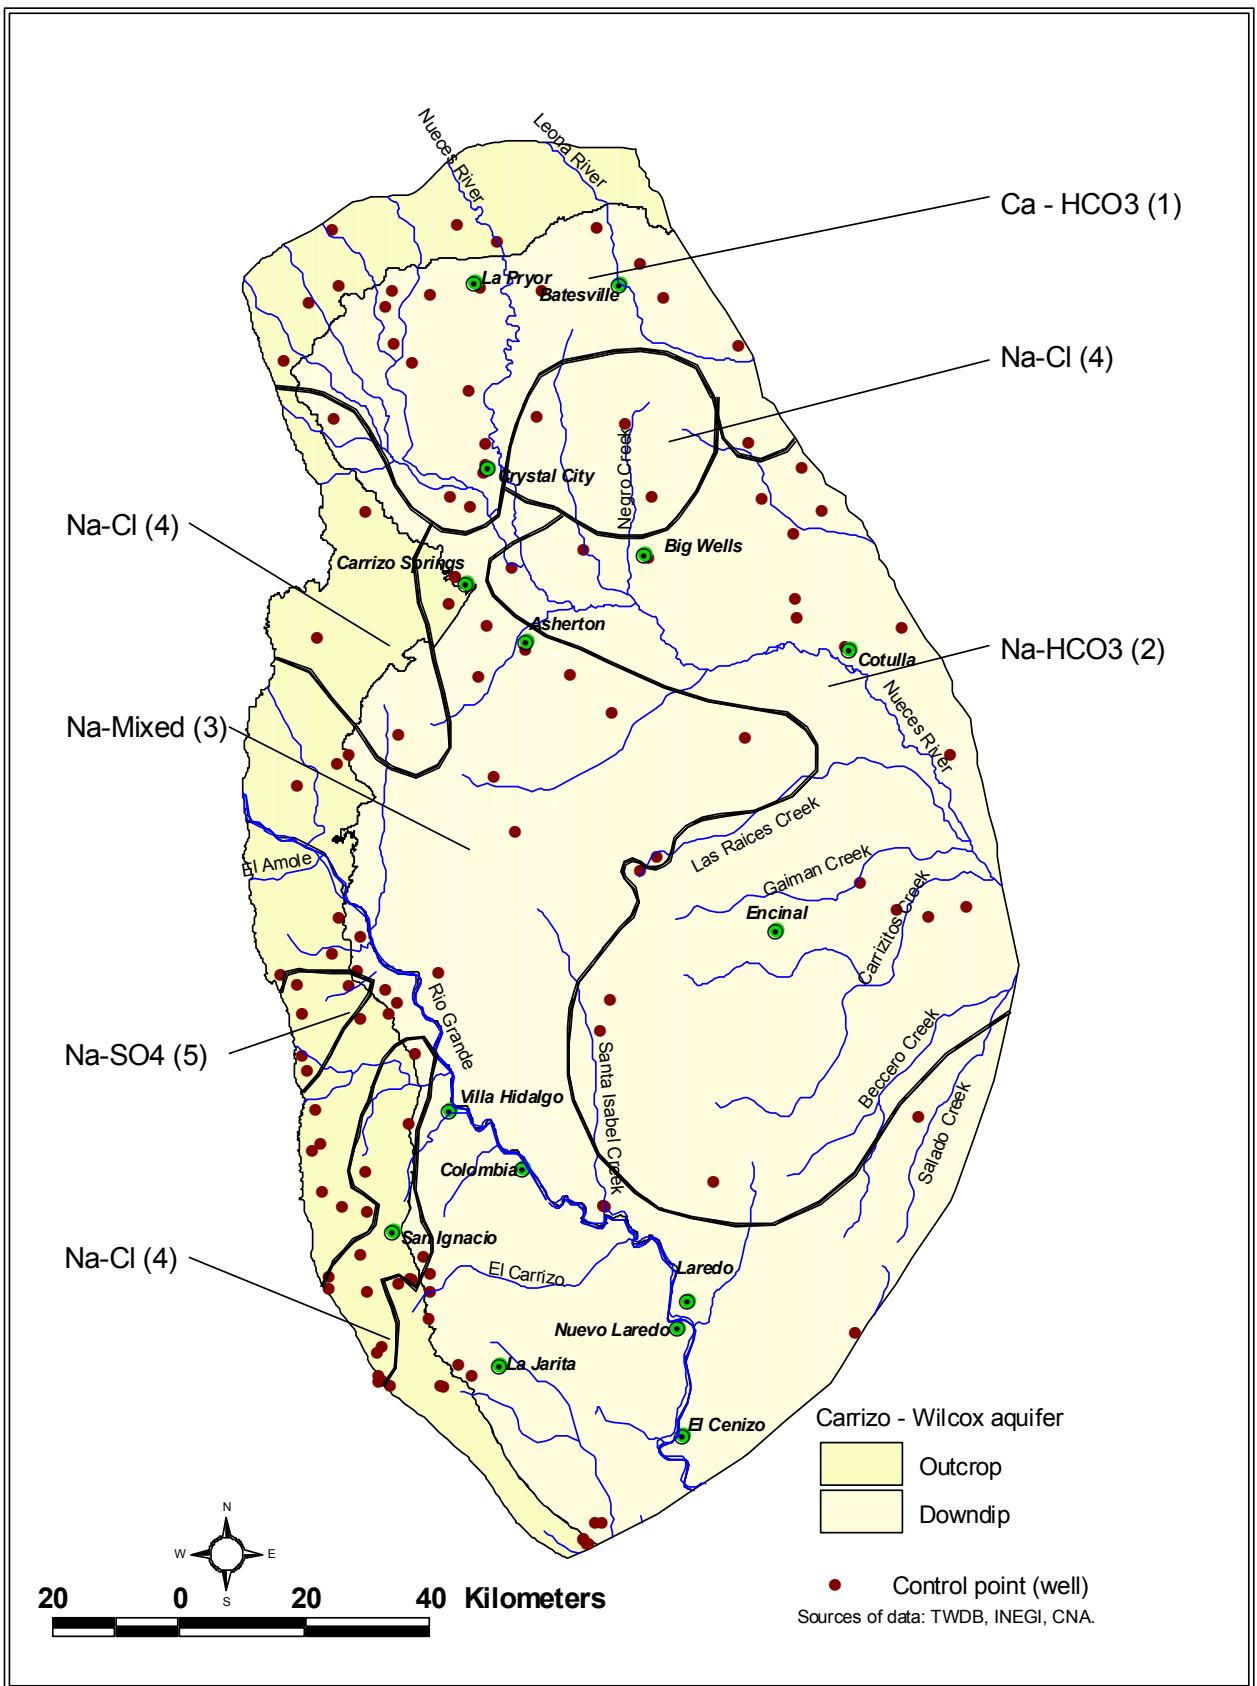 Nueces River
Leona River
Ca - HCO3 (1)
La Pryor
Batesville
Na-Cl (4)
Negro Creek
Crystal City
Na-Cl (4)
Big Wells
Carrizo Springs
Asherton
Na-HCO3 (2)
Cotulla
Nueces River
Na-Mixed (3)
Las Raices Creek
El Amole
Gaiman Creek
Encinal
Carrizitos Creek
Rio Grande
Na-SO4 (5)
Santa Isabel Creek
Beccero Creek
Villa Hidalgo
Salado Creek
Colombia
San Ignacio
Na-Cl (4)
El Carrizo
Laredo
Nuevo Laredo
La Jarita
El Cenizo
Carrizo - Wilcox aquifer
Outcrop
Downdip
N
W
E
S
20 0 20 40 Kilometers
Control point (well)
Sources of data: TWDB, INEGI, CNA.